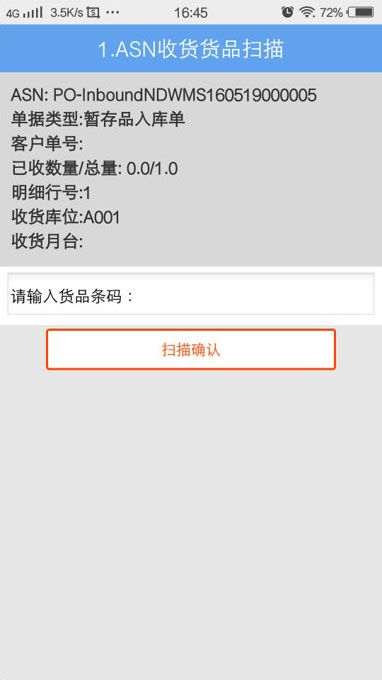 4G 3.5K/s ... 16:45 72%
1.ASN收货货品扫描
ASN: PO-InboundNDWMS160519000005
单据类型:暂存品入库单
客户单号:
已收数量/总量: 0.0/1.0
明细行号:1
收货库位:A001
收货月台:
请输入货品条码：
扫描确认